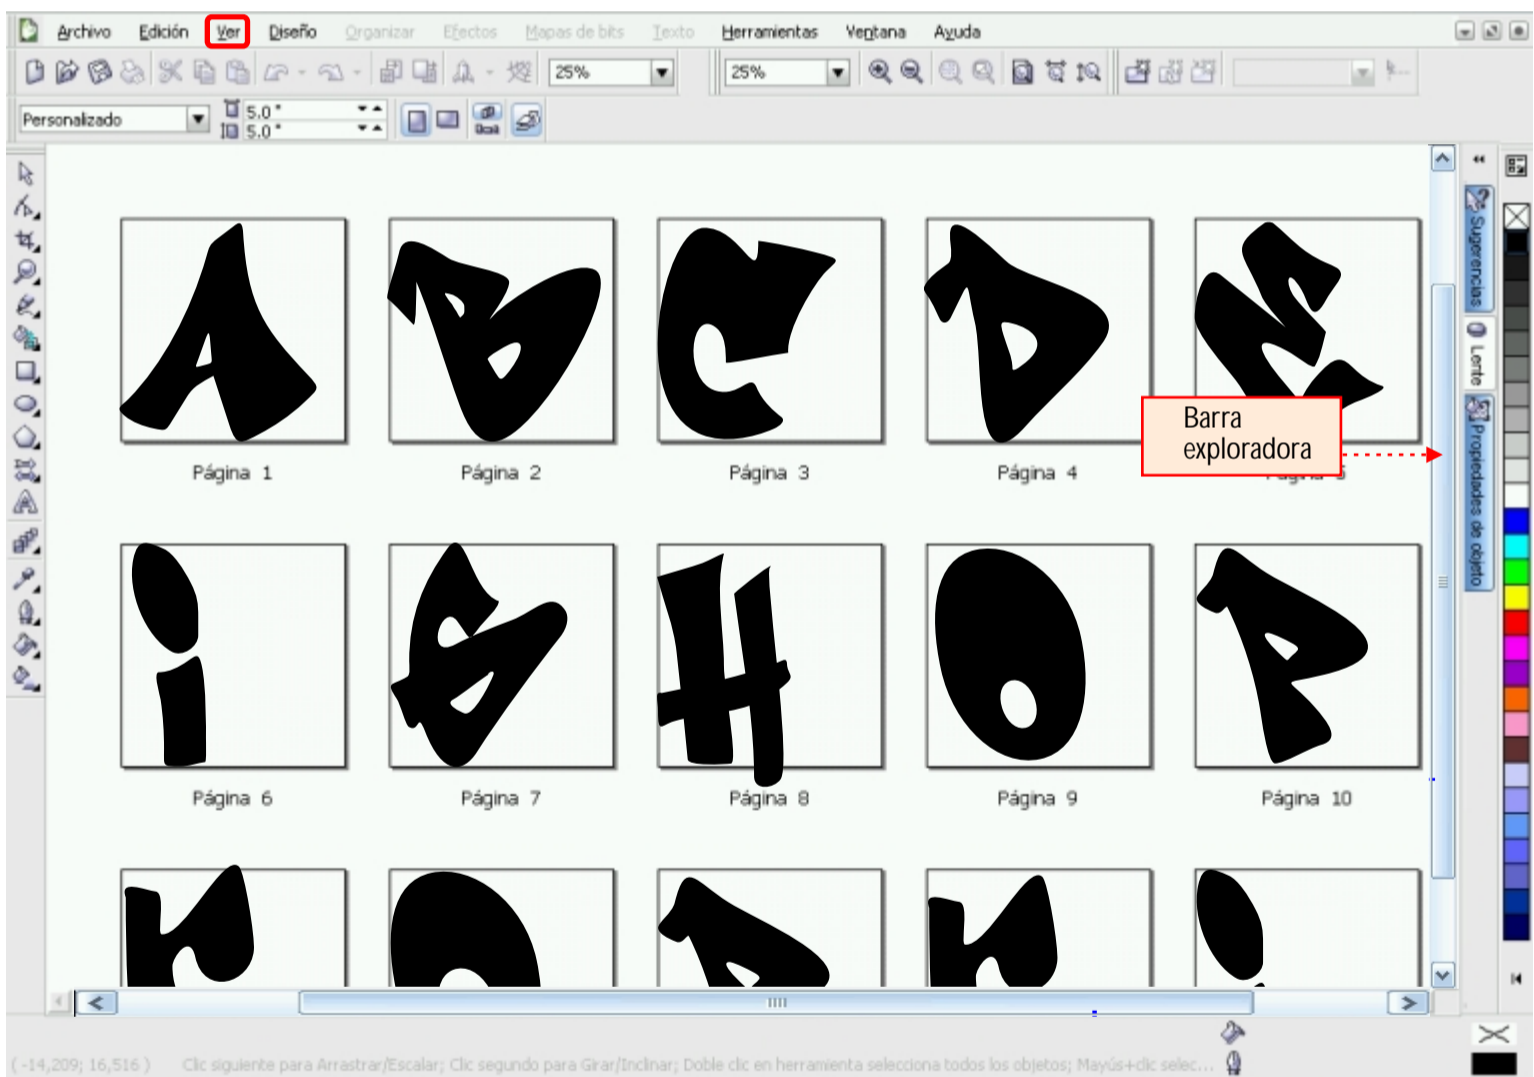 Archivo Edición Ver Diseño Organizar Efectos Mapas de bits Texto Herramientas Ventana Ayuda
25% 25%
Personalizado 5.0 "
5.0 "
Sugerencias
Lente
Propiedades de objeto
A B C D E
Barra
exploradora
Página 1 Página 2 Página 3 Página 4
i G H O P
Página 6 Página 7 Página 8 Página 9 Página 10
(-14,209; 16,516) Clic siguiente para Arrastrar/Escalar; Clic segundo para Girar/Inclinar; Doble clic en herramienta selecciona todos los objetos; Mayús+clic selec...